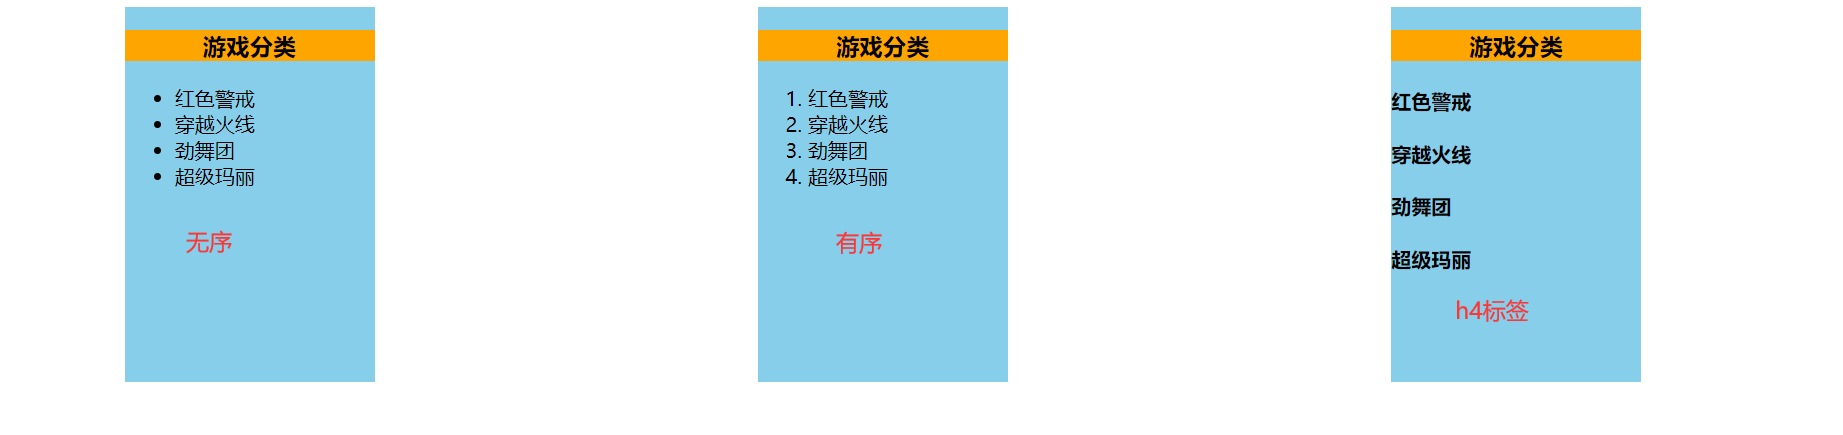 游戏分类
• 红色警戒
• 穿越火线
• 劲舞团
• 超级玛丽
无序
游戏分类
1. 红色警戒
2. 穿越火线
3. 劲舞团
4. 超级玛丽
有序
游戏分类
红色警戒
穿越火线
劲舞团
超级玛丽
h4标签